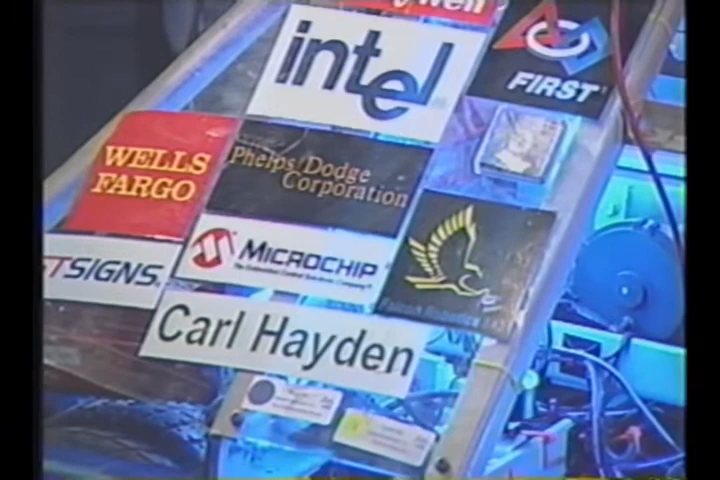 intel
FIRST
WELLS
FARGO
Phelps Dodge
Corporation
MICROCHIP
TSIGNS
Carl Hayden